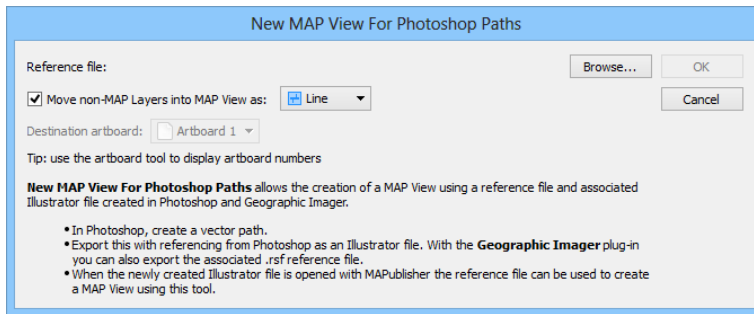 New MAP View For Photoshop Paths
Reference file:
Browse...
OK
Move non-MAP Layers into MAP View as:
Line
Cancel
Destination artboard:
Artboard 1
Tip: use the artboard tool to display artboard numbers
New MAP View For Photoshop Paths allows the creation of a MAP View using a reference file and associated
Illustrator file created in Photoshop and Geographic Imager.
• In Photoshop, create a vector path.
• Export this with referencing from Photoshop as an Illustrator file. With the Geographic Imager plug-in
you can also export the associated .rsf reference file.
• When the newly created Illustrator file is opened with MAPublisher the reference file can be used to create
a MAP View using this tool.